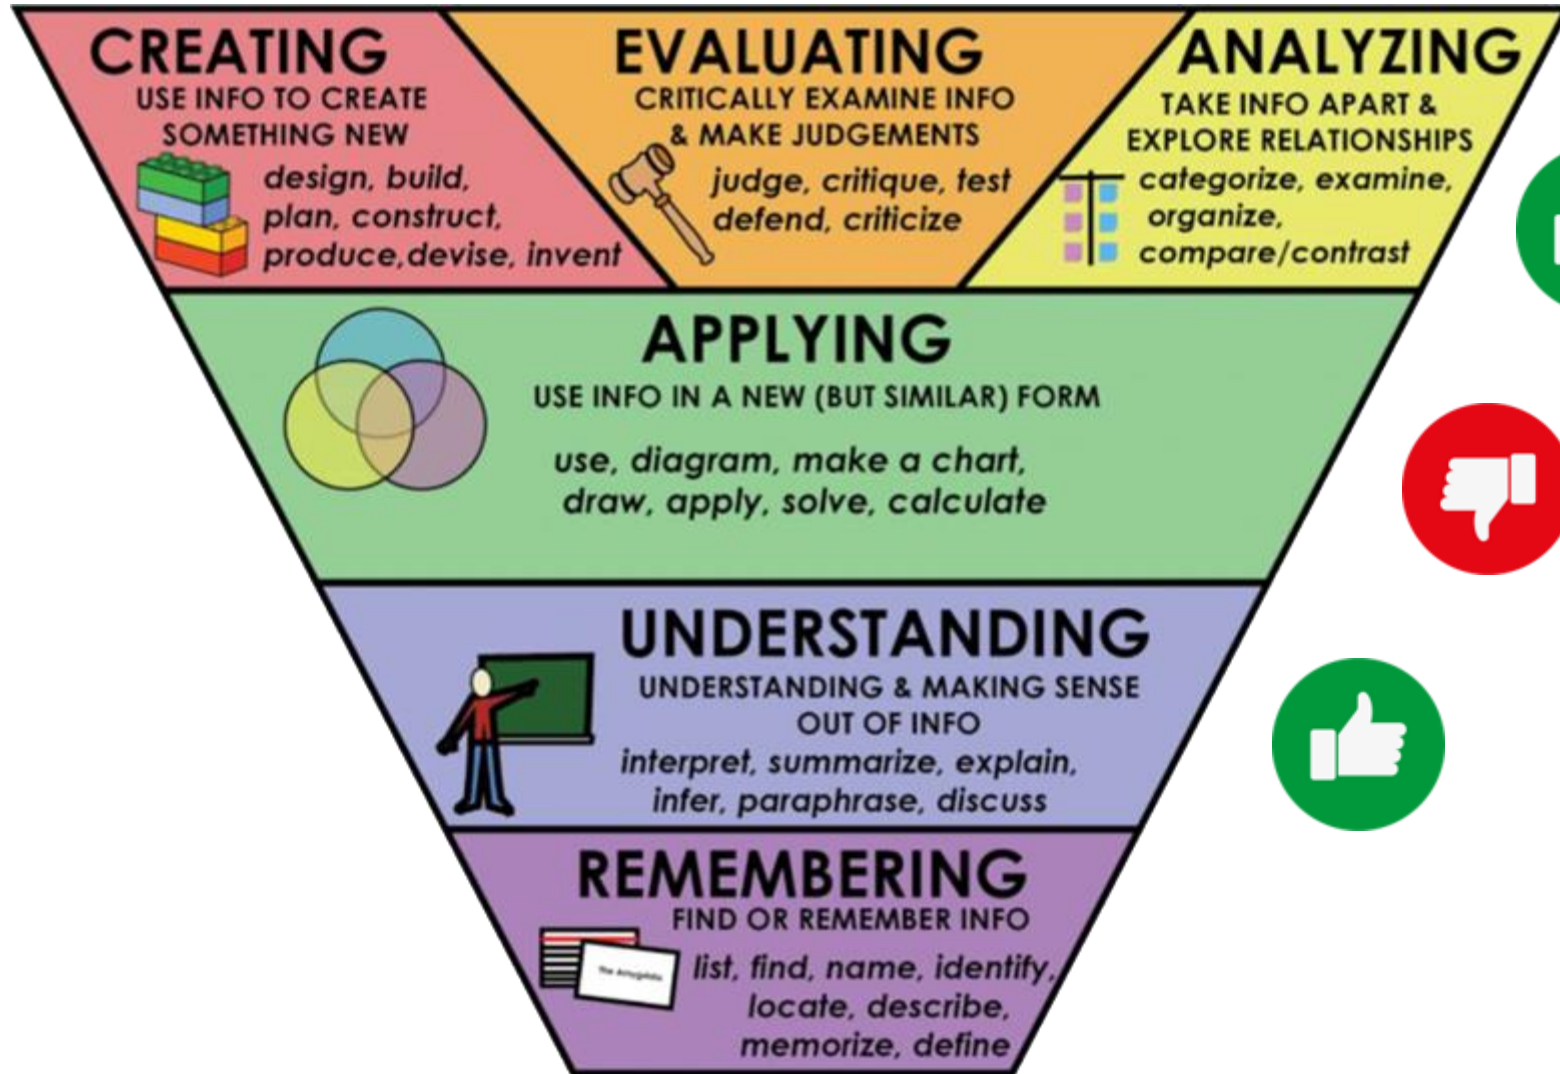 CREATING
USE INFO TO CREATE
SOMETHING NEW
design, build,
plan, construct,
produce,devise, invent
EVALUATING
CRITICALLY EXAMINE INFO
& MAKE JUDGEMENTS
judge, critique, test
defend, criticize
ANALYZING
TAKE INFO APART &
EXPLORE RELATIONSHIPS
categorize, examine,
organize,
compare/contrast
APPLYING
USE INFO IN A NEW (BUT SIMILAR) FORM
use, diagram, make a chart,
draw, apply, solve, calculate
UNDERSTANDING
UNDERSTANDING & MAKING SENSE
OUT OF INFO
interpret, summarize, explain,
infer, paraphrase, discuss
REMEMBERING
FIND OR REMEMBER INFO
The Amygdala
list, find, name, identify,
locate, describe,
memorize, define